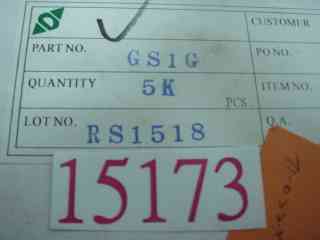 CUSTOMER
PART NO. GS1G
PO NO.
QUANTITY 5K PCS
ITEM NO.
LOT NO. RS1518
Q.A.
15173